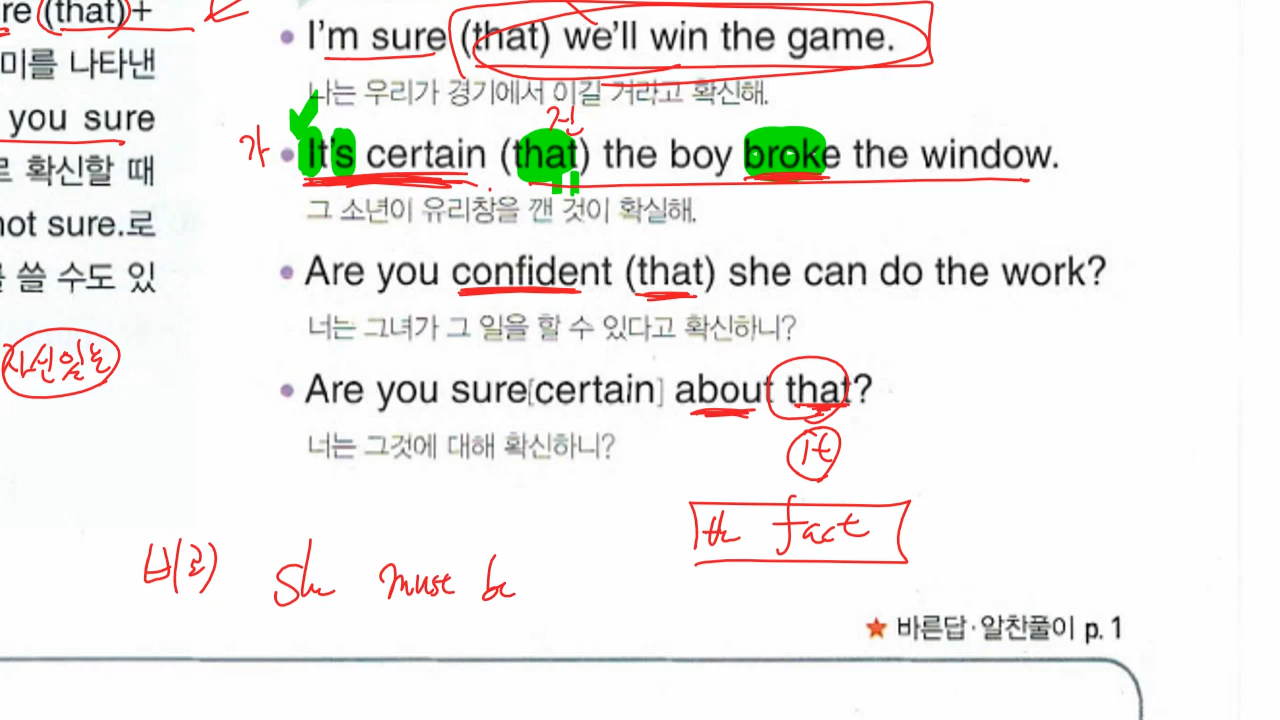 re (that)+
미를 나타낸
you sure
로 확신할 때
not sure.로
를 쓸 수도 있
자신있는
I'm sure (that) we'll win the game.
나는 우리가 경기에서 이길 거라고 확신해.
진
가 It's certain (that) the boy broke the window.
그 소년이 유리창을 깬 것이 확실해.
Are you confident (that) she can do the work?
너는 그녀가 그 일을 할 수 있다고 확신하니?
Are you sure[certain] about that?
너는 그것에 대해 확신하니?
it
the fact
비교) She must be
★ 바른답·알찬풀이 p. 1